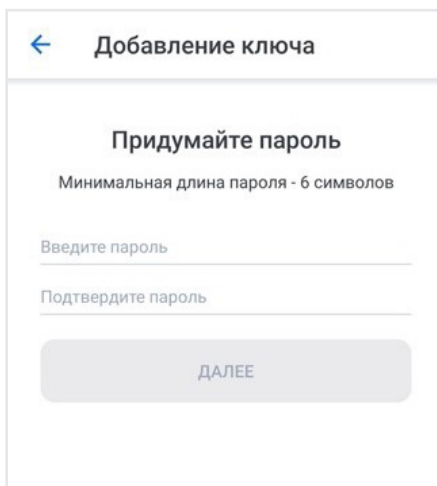 Добавление ключа
Придумайте пароль
Минимальная длина пароля - 6 символов
Введите пароль
Подтвердите пароль
ДАЛЕЕ